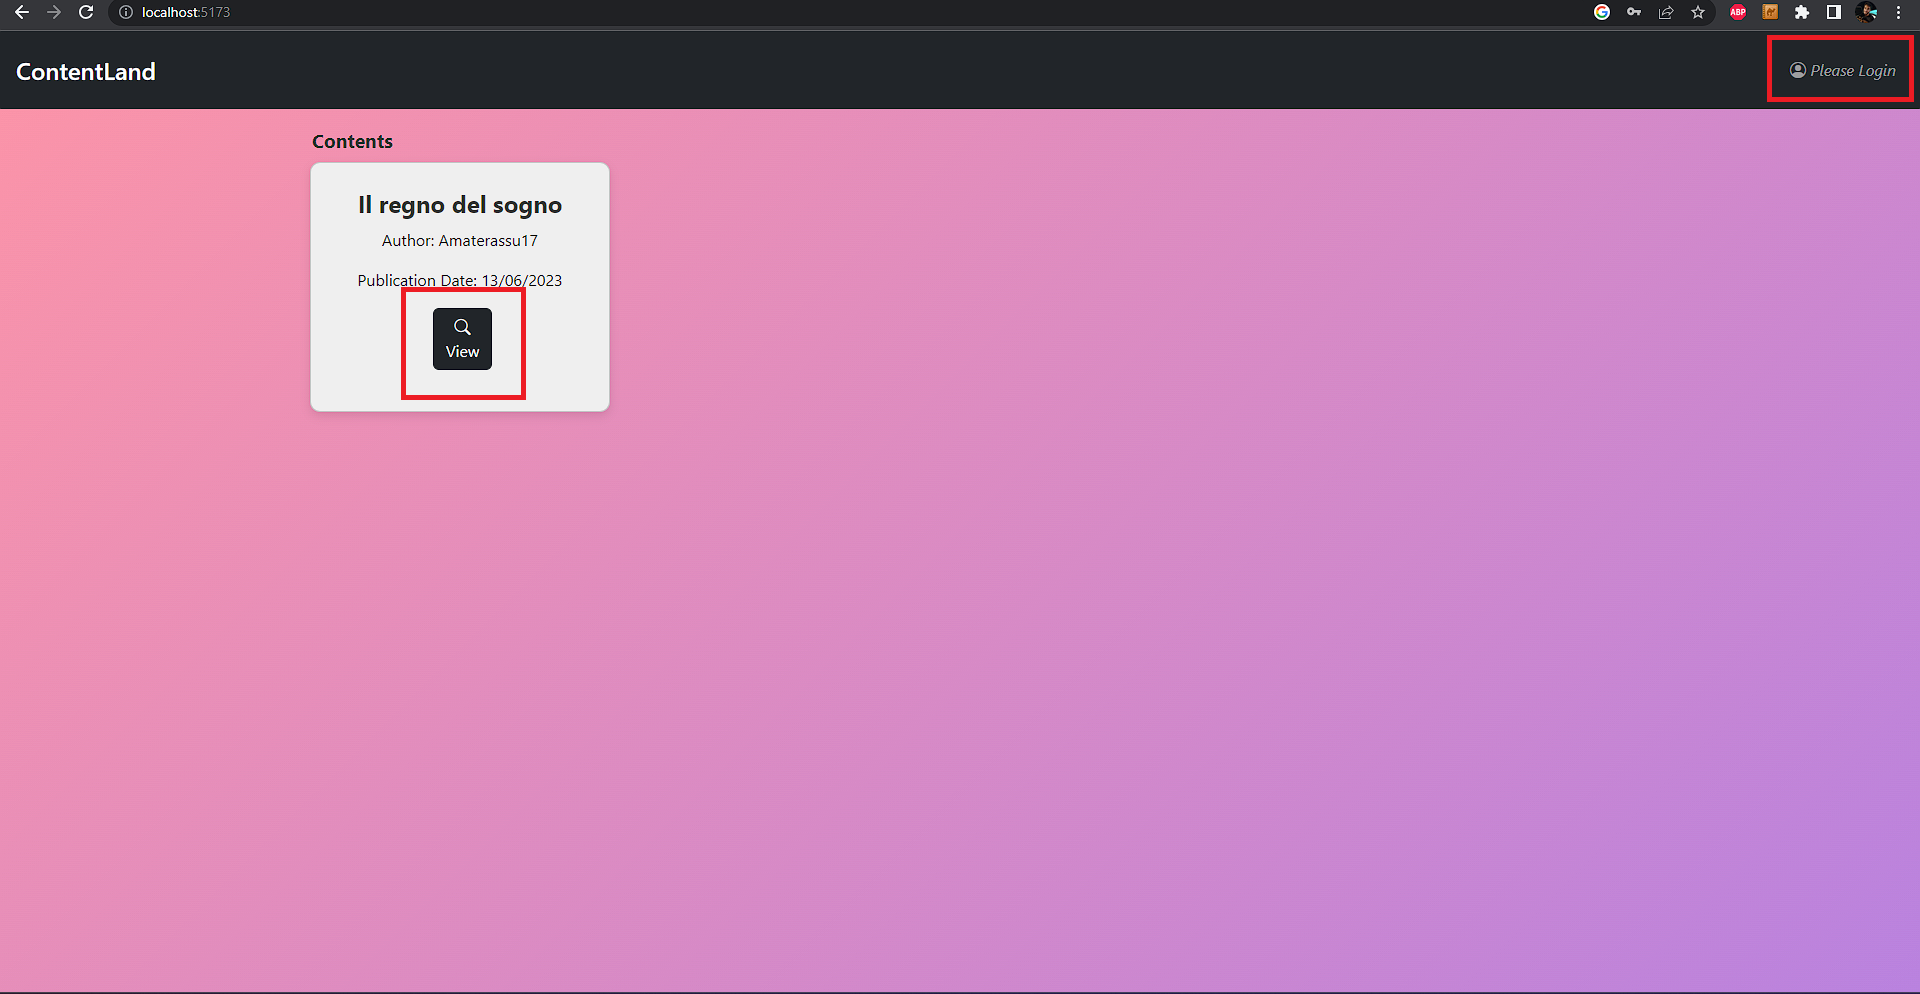 localhost:5173
ABP
ContentLand
Please Login
Contents
Il regno del sogno
Author: Amaterassu17
Publication Date: 13/06/2023
View